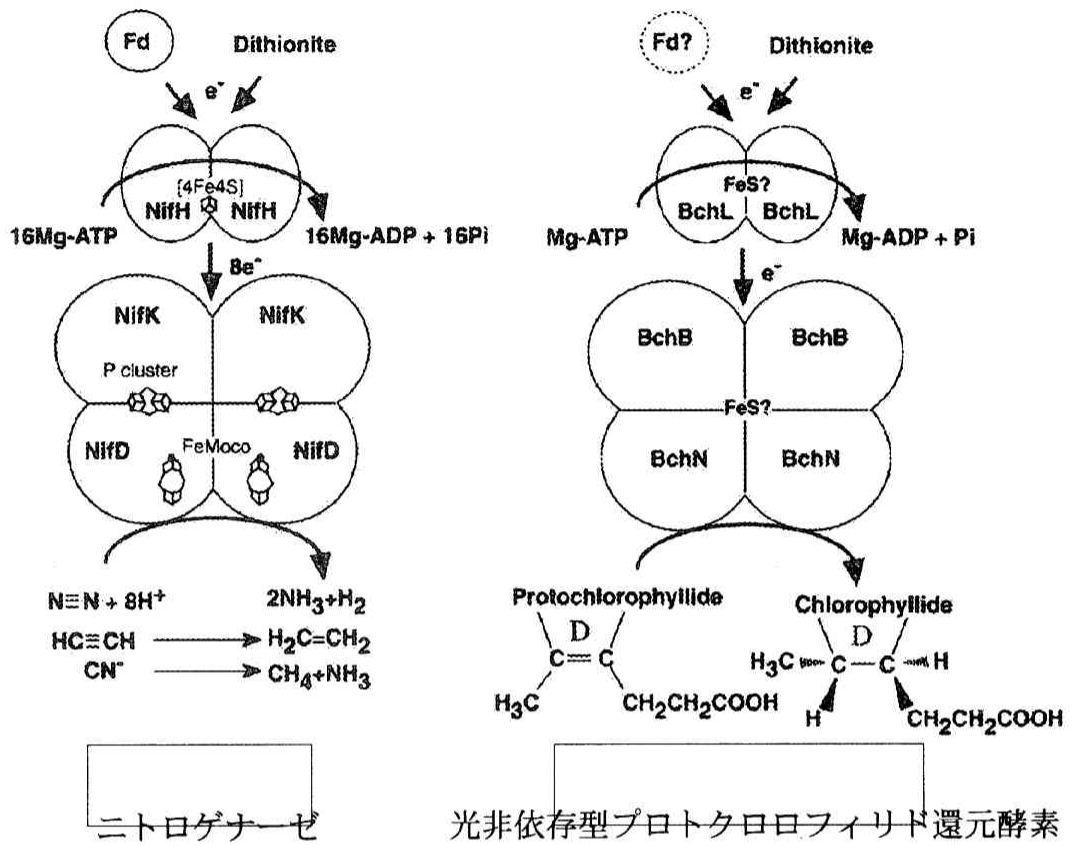 Fd Dithionite
e⁻
[4Fe4S]
NifH NifH
16Mg-ATP 16Mg-ADP + 16Pi
8e⁻
NifK NifK
P cluster
NifD FeMoco NifD
N≡N + 8H⁺ 2NH₃+H₂
HC≡CH H₂C=CH₂
CN⁻ CH₄+NH₃
ニトロゲナーゼ
Fd? Dithionite
e⁻
FeS?
BchL BchL
Mg-ATP Mg-ADP + Pi
e⁻
BchB BchB
FeS?
BchN BchN
Protochlorophyllide
D
C=C
H₃C CH₂CH₂COOH
Chlorophyllide
D
H₃C C C H
H CH₂CH₂COOH
光非依存型プロトクロロフィリド還元酵素